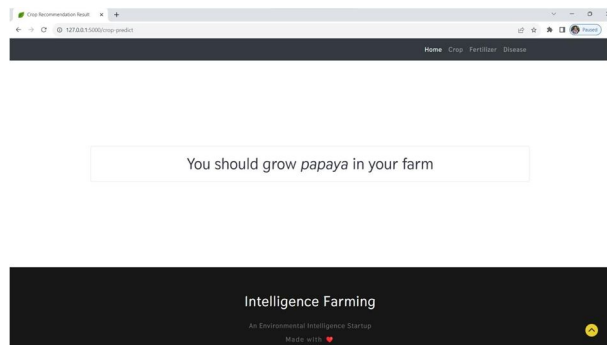 Crop Recommendation Result
127.0.0.1:5000/crop-predict
Paused
Home Crop Fertilizer Disease
You should grow papaya in your farm
Intelligence Farming
An Environmental Intelligence Startup
Made with ❤